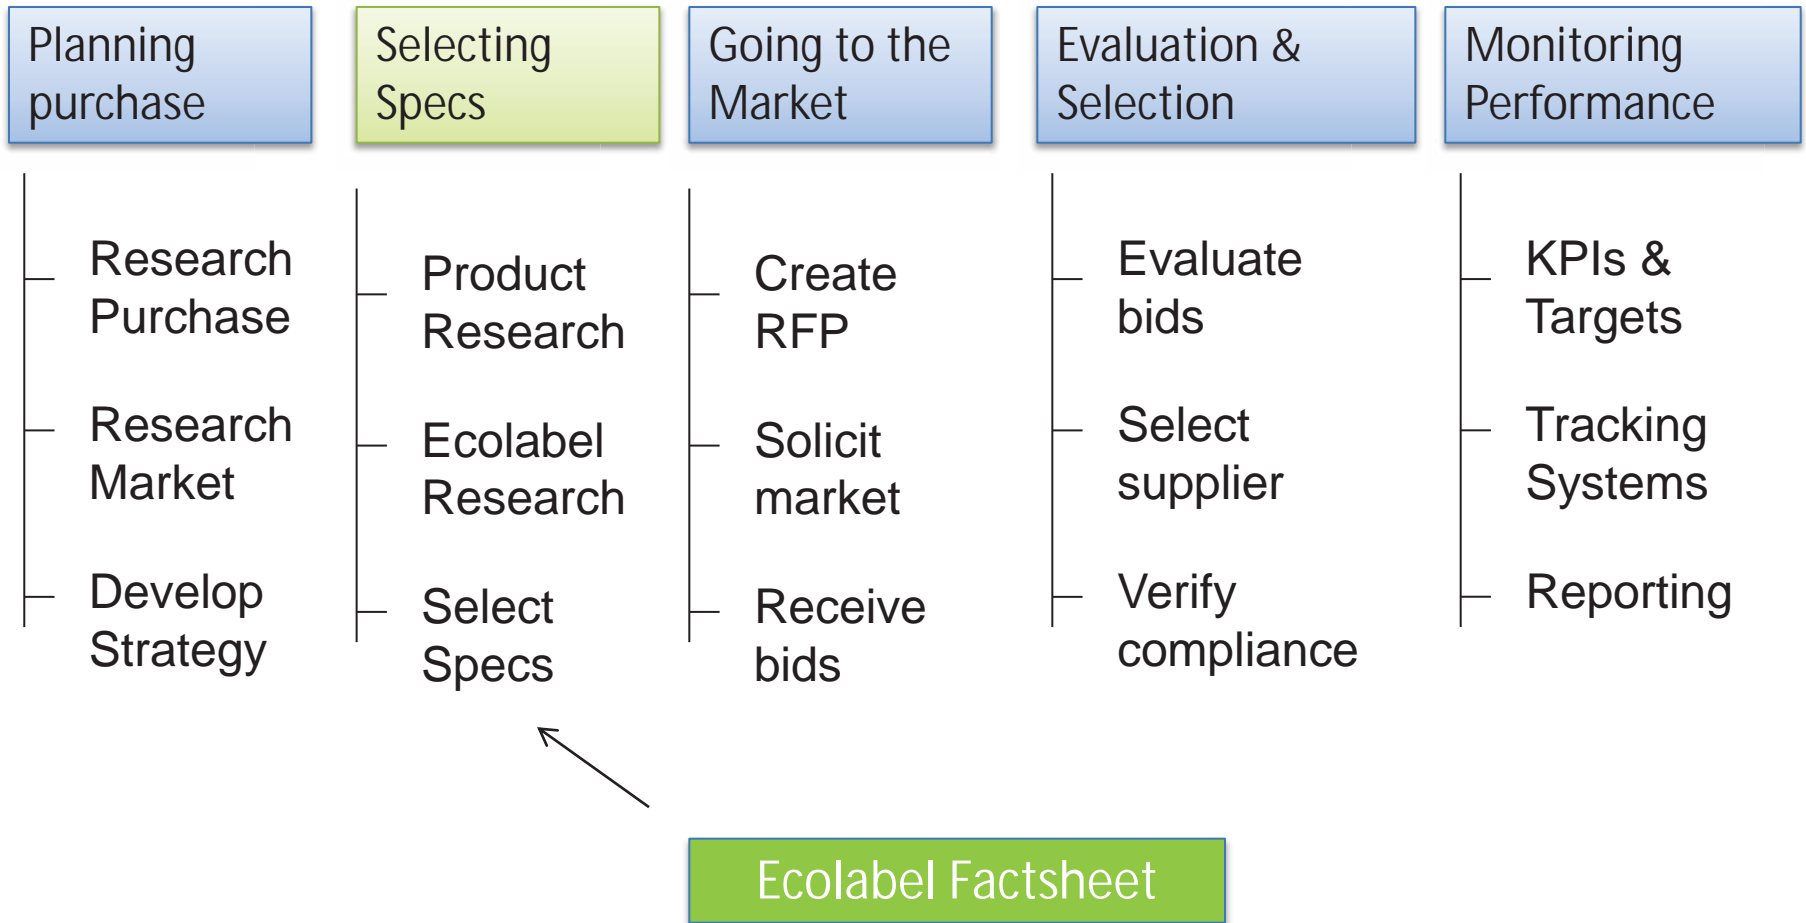 Planning
purchase
Selecting
Specs
Going to the
Market
Evaluation &
Selection
Monitoring
Performance
Research
Purchase
Research
Market
Develop
Strategy
Product
Research
Ecolabel
Research
Select
Specs
Create
RFP
Solicit
market
Receive
bids
Evaluate
bids
Select
supplier
Verify
compliance
KPIs &
Targets
Tracking
Systems
Reporting
Ecolabel Factsheet